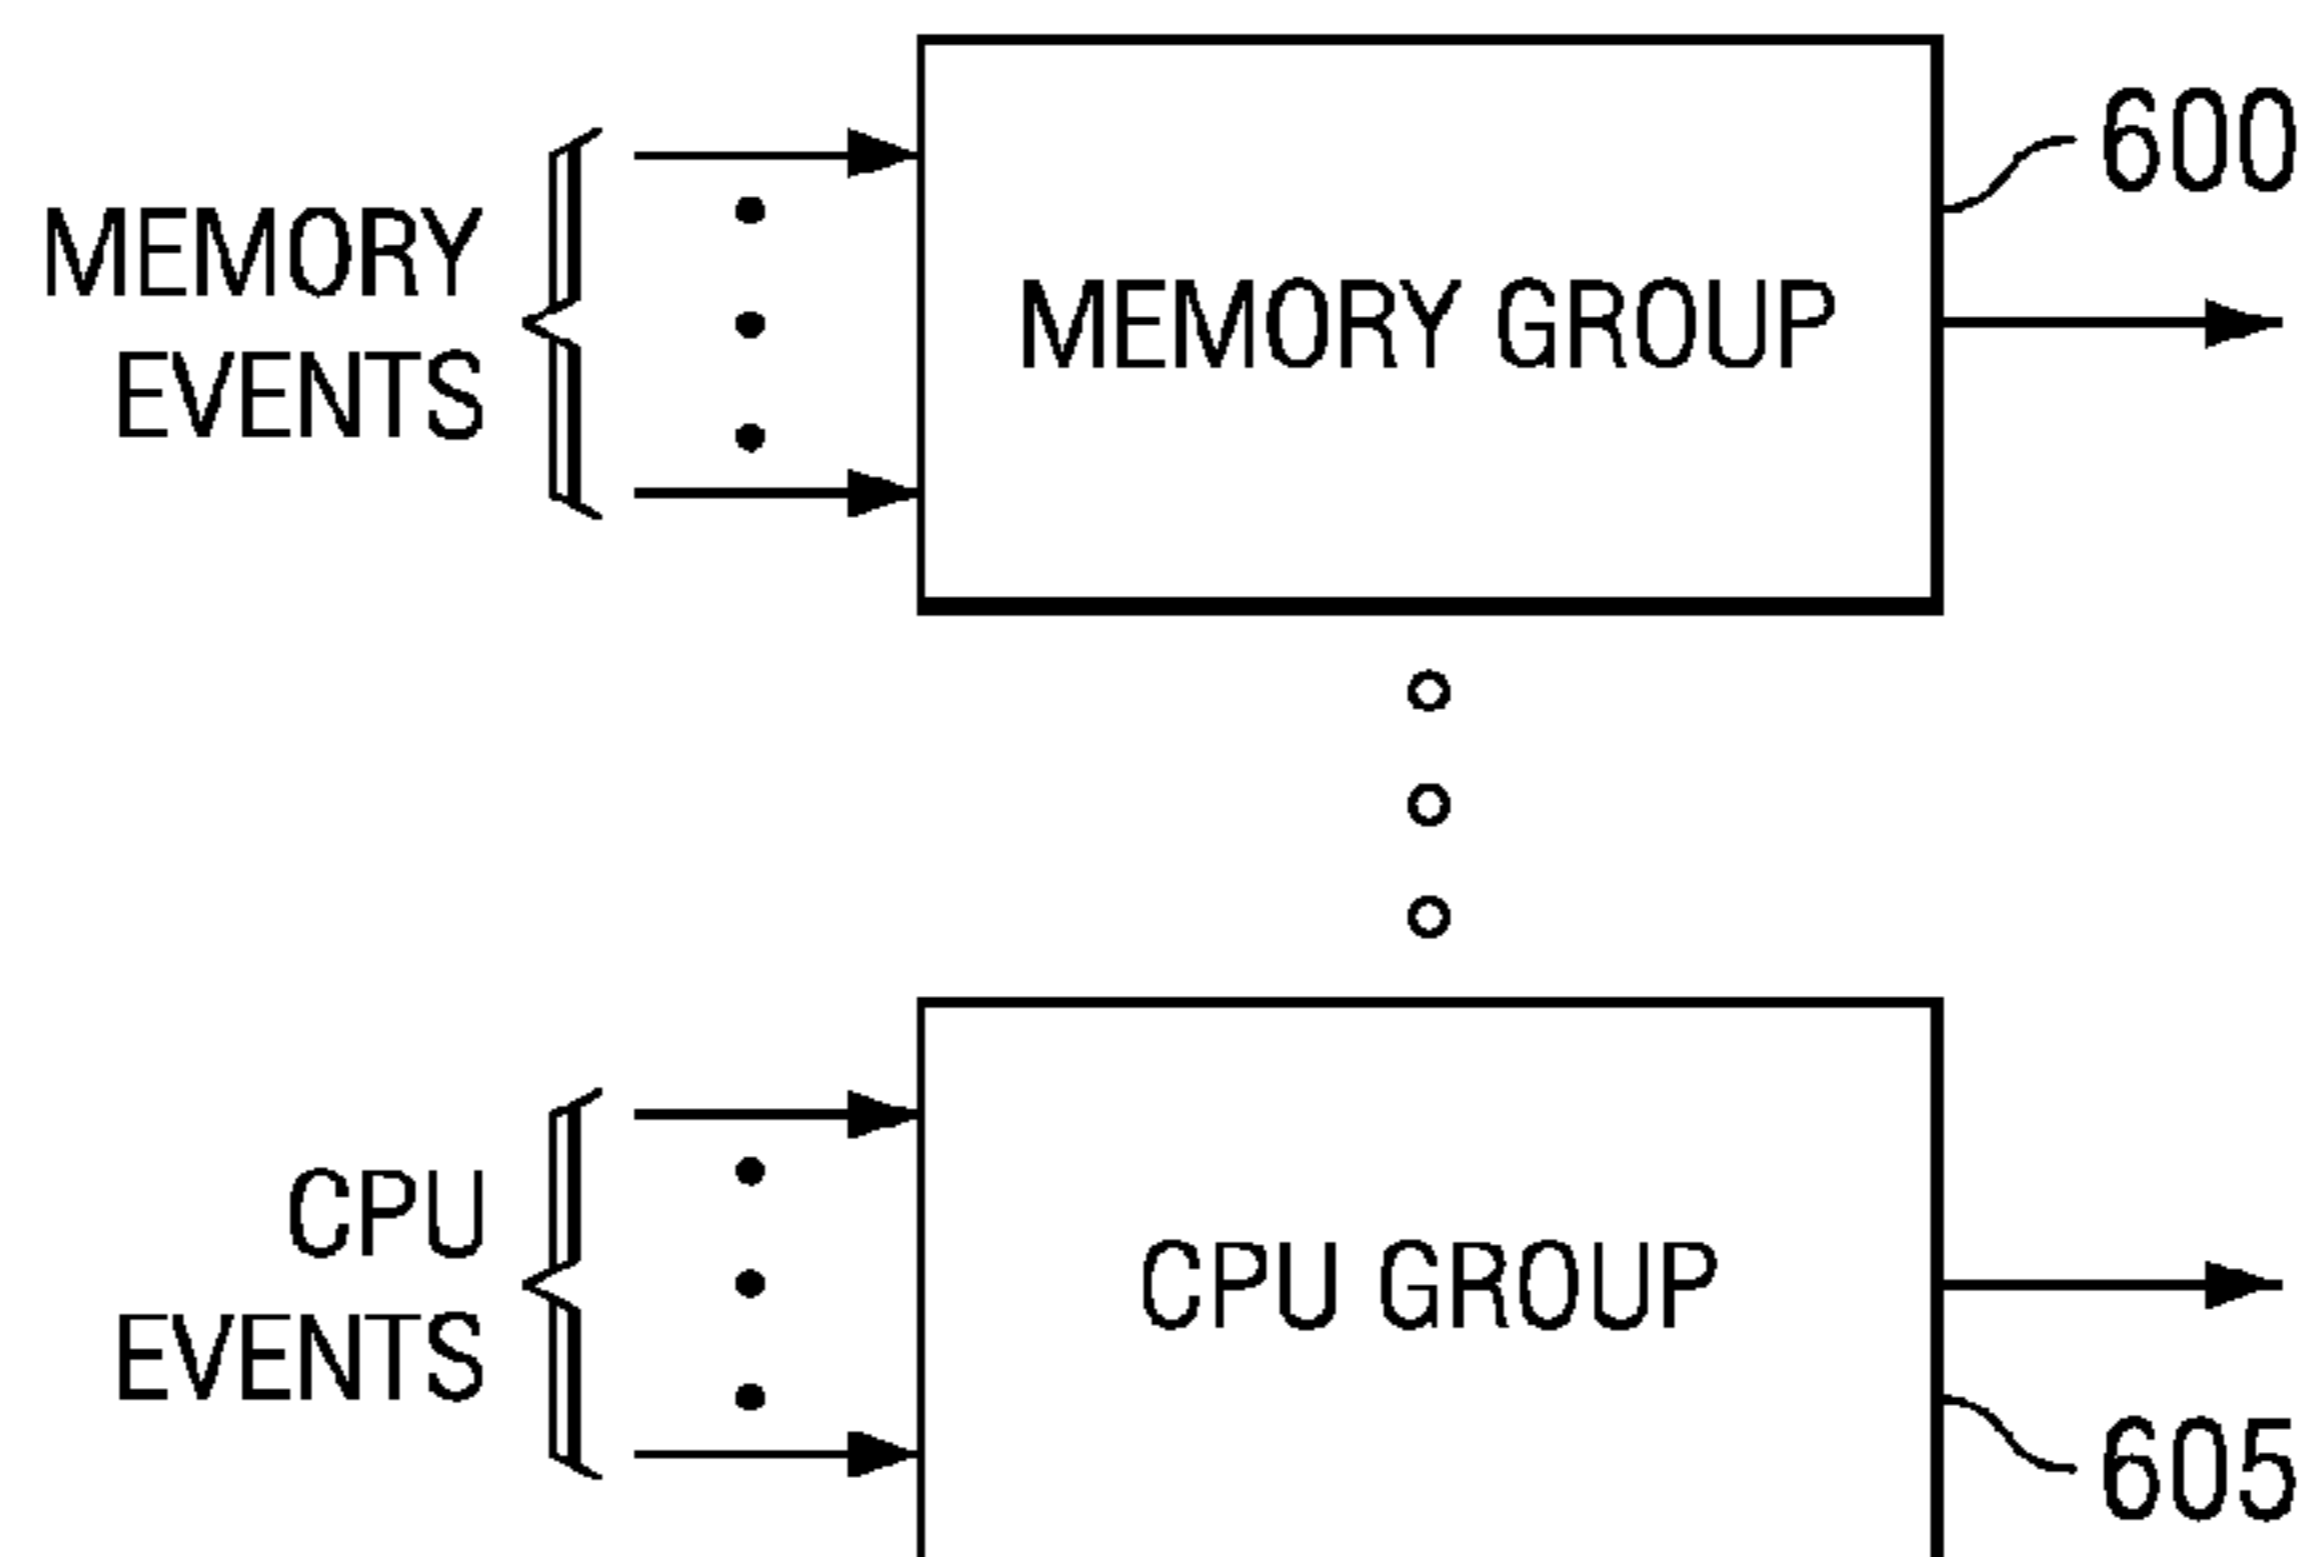 600
MEMORY
EVENTS
MEMORY GROUP
CPU
EVENTS
CPU GROUP
605